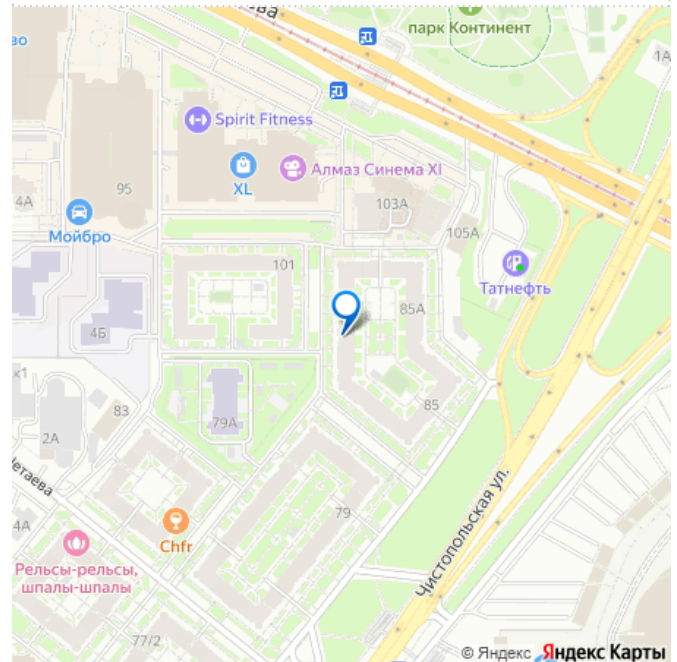 аева
парк Континент
во
1А
Spirit Fitness
Алмаз Синема XI
XL
95
4А
103А
Мойбро
105А
101
Татнефть
85А
4Б
к1
83
85
79А
2А
Четаева
4А
79
Chfr
Чистопольская ул.
Рельсы-рельсы,
шпалы-шпалы
77/2
© Яндекс Яндекс Карты